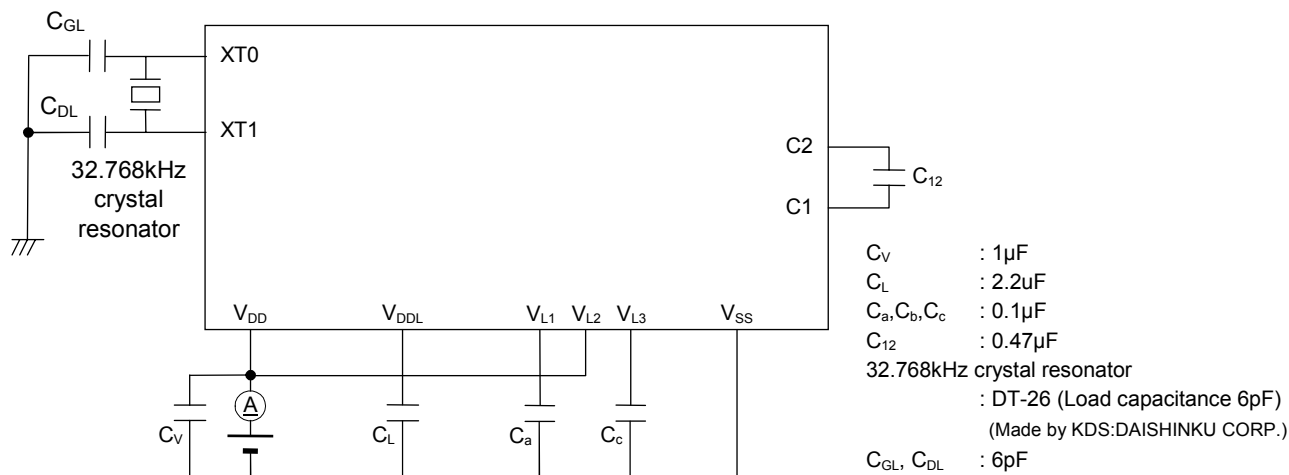 C_GL
XT0
C_DL
XT1
32.768kHz
crystal
resonator
C2
C_12
C1
V_DD
V_DDL
V_L1
V_L2
V_L3
V_SS
A
C_V
C_L
C_a
C_c
C_V : 1µF
C_L : 2.2uF
C_a,C_b,C_c : 0.1µF
C_12 : 0.47µF
32.768kHz crystal resonator
: DT-26 (Load capacitance 6pF)
(Made by KDS:DAISHINKU CORP.)
C_GL, C_DL : 6pF